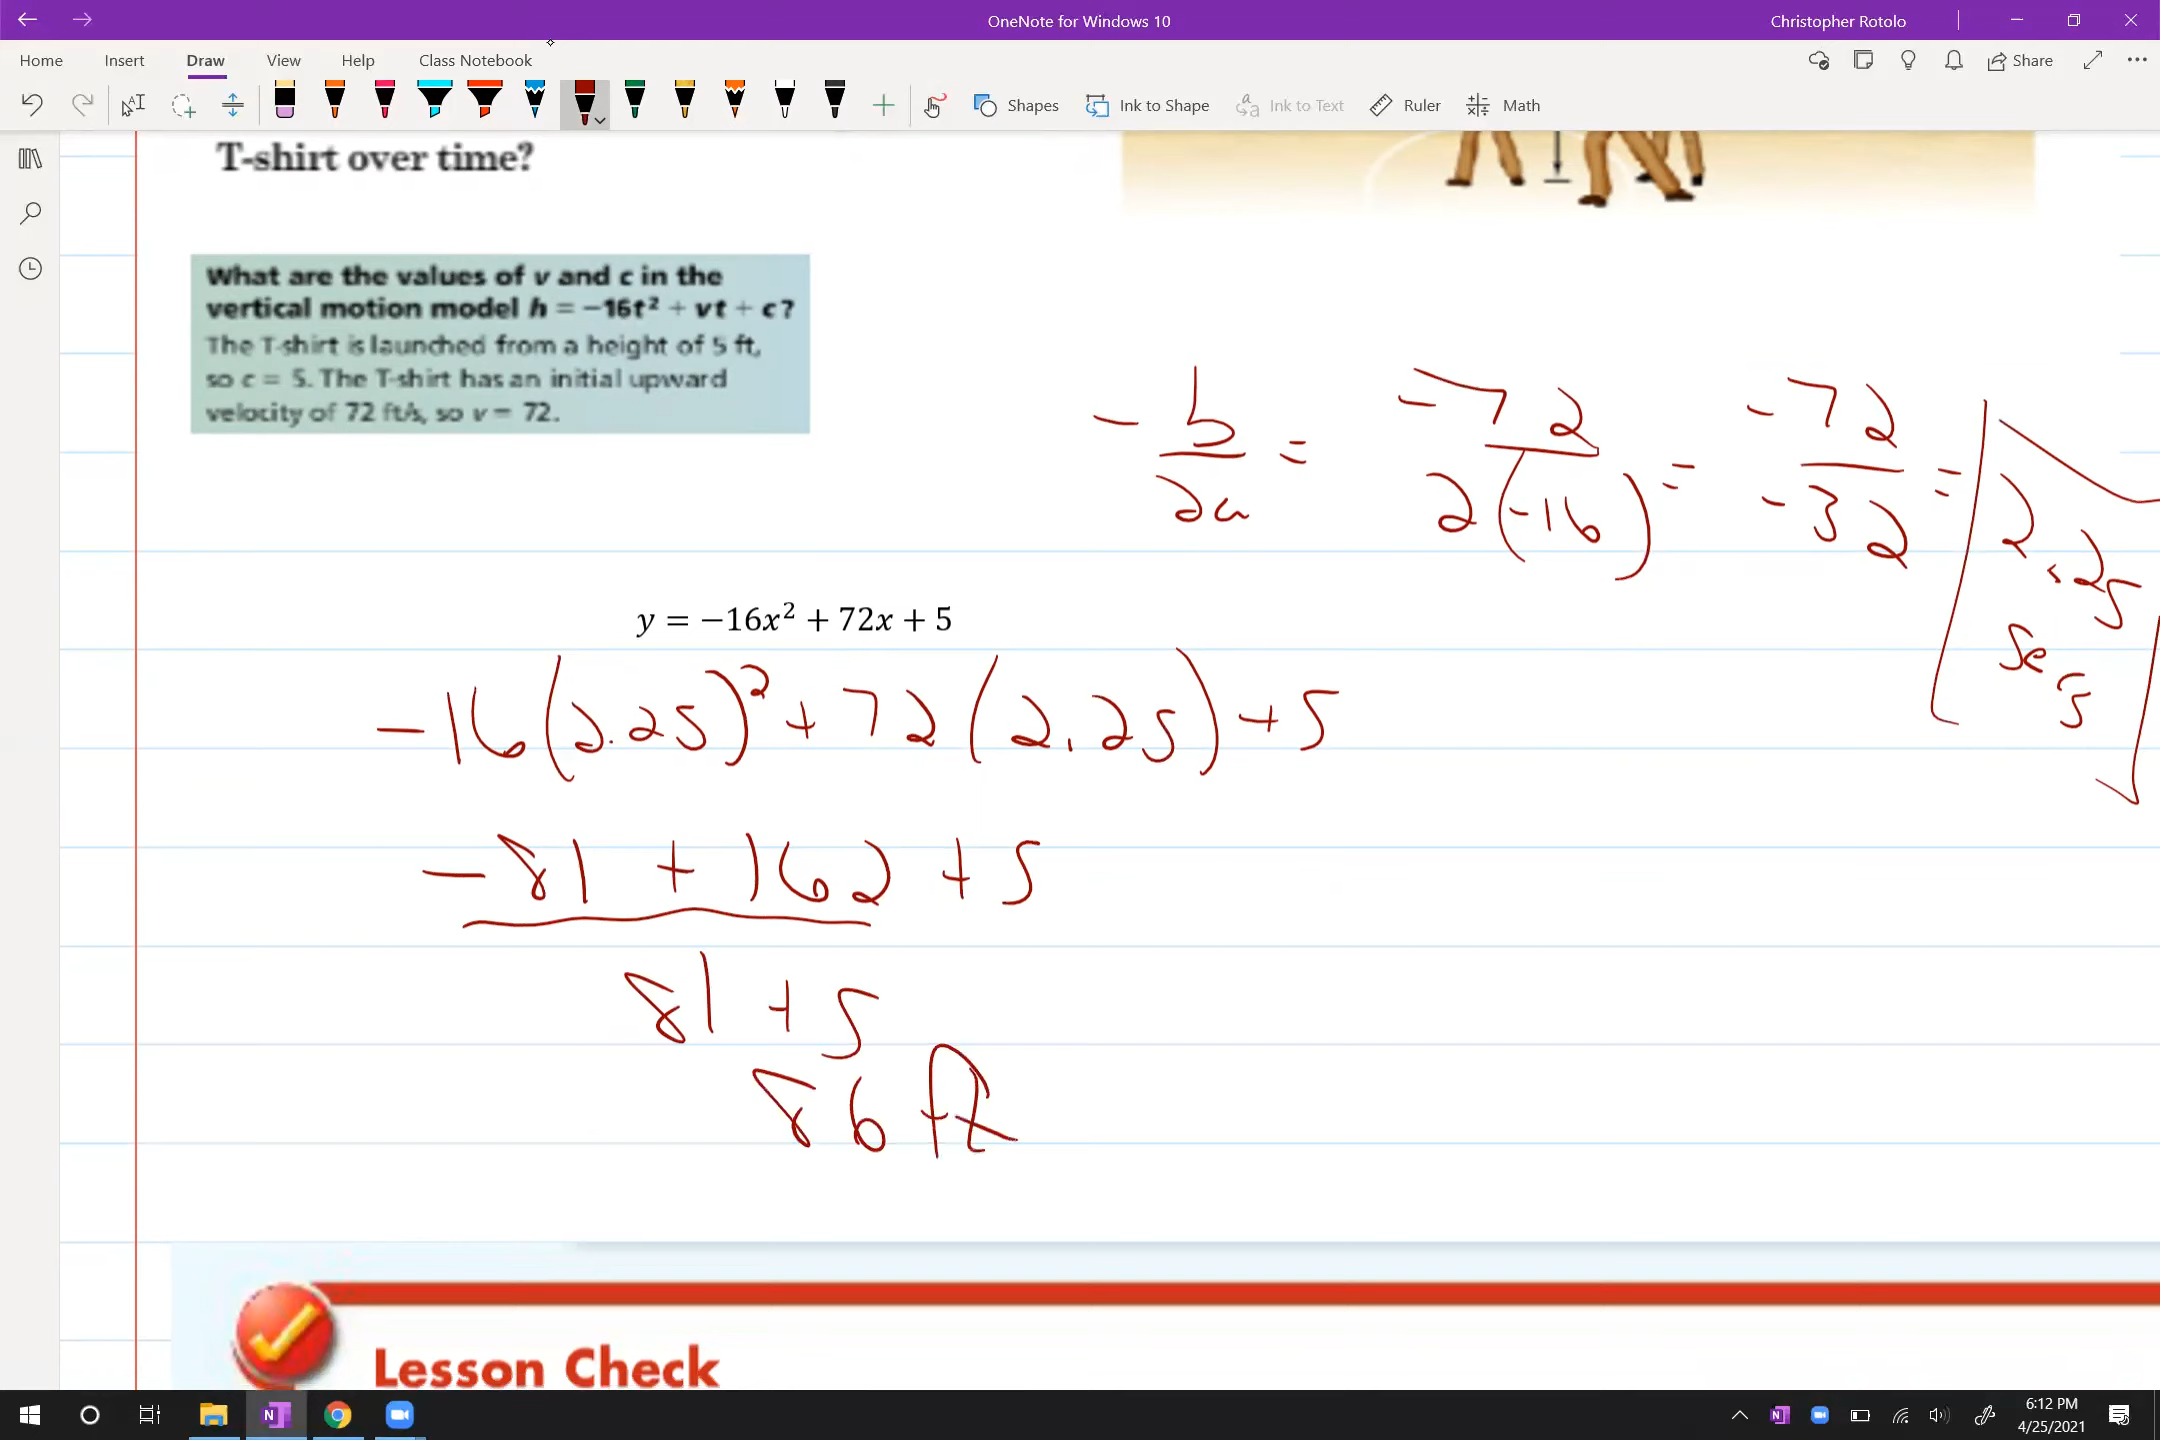 OneNote for Windows 10
Christopher Rotolo
Home Insert Draw View Help Class Notebook
Share
Shapes Ink to Shape Ink to Text Ruler Math
T-shirt over time?
What are the values of v and c in the
vertical motion model h = −16t² + vt + c?
The T-shirt is launched from a height of 5 ft,
so c = 5. The T-shirt has an initial upward
velocity of 72 ft/s, so v = 72.
- b/2a = -72/2(-16) = -72/-32 = 2.25
sec
y = −16x² + 72x + 5
-16(2.25)² + 72(2.25) + 5
-81 + 162 + 5
81 + 5
86 ft
Lesson Check
6:12 PM
4/25/2021